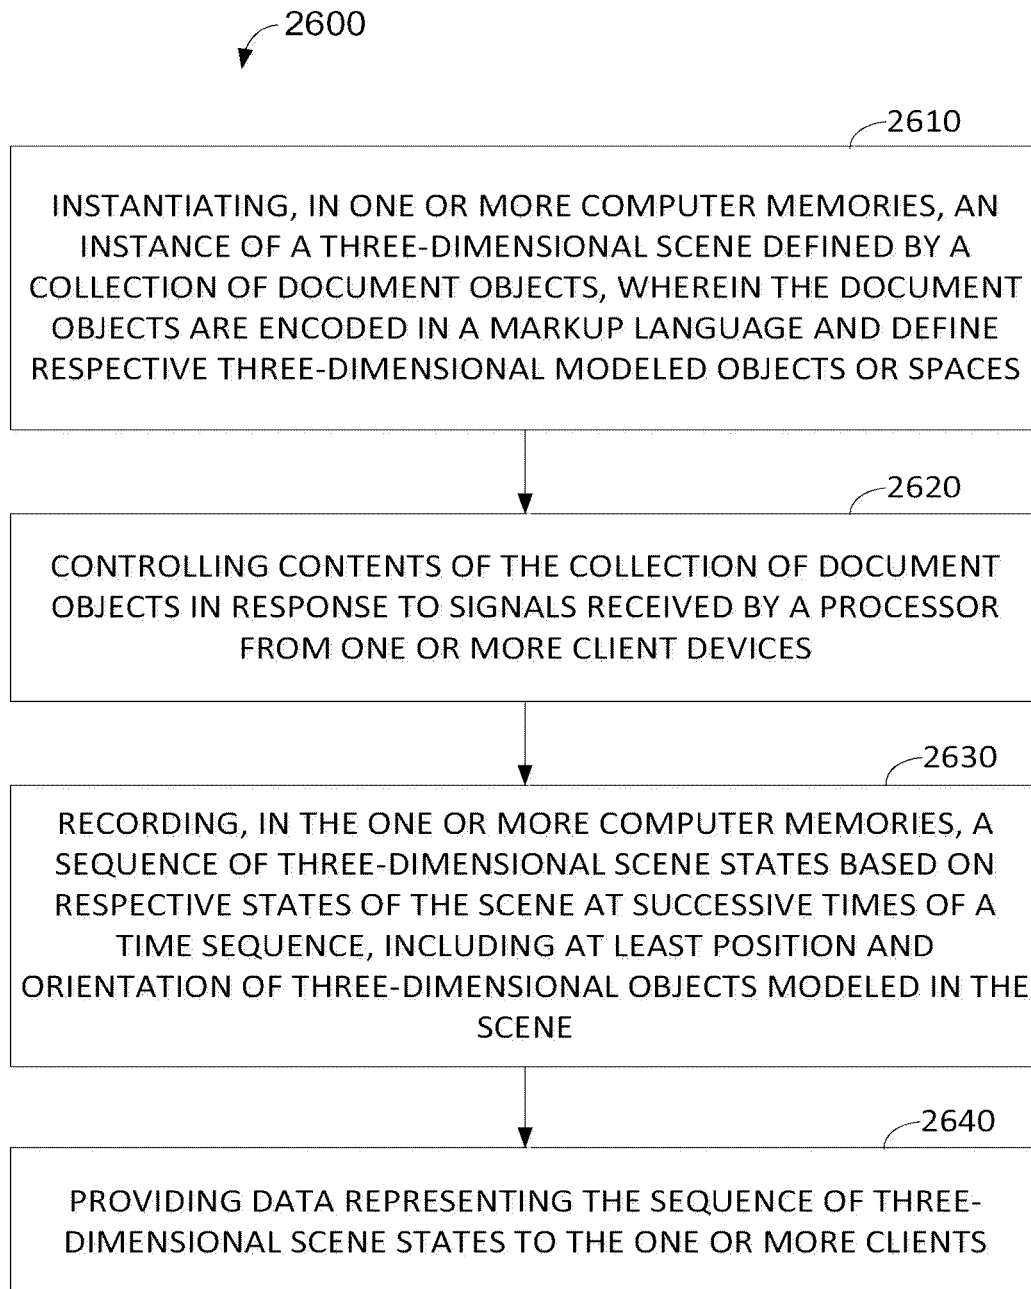 2600
2610
INSTANTIATING, IN ONE OR MORE COMPUTER MEMORIES, AN
INSTANCE OF A THREE-DIMENSIONAL SCENE DEFINED BY A
COLLECTION OF DOCUMENT OBJECTS, WHEREIN THE DOCUMENT
OBJECTS ARE ENCODED IN A MARKUP LANGUAGE AND DEFINE
RESPECTIVE THREE-DIMENSIONAL MODELED OBJECTS OR SPACES
2620
CONTROLLING CONTENTS OF THE COLLECTION OF DOCUMENT
OBJECTS IN RESPONSE TO SIGNALS RECEIVED BY A PROCESSOR
FROM ONE OR MORE CLIENT DEVICES
2630
RECORDING, IN THE ONE OR MORE COMPUTER MEMORIES, A
SEQUENCE OF THREE-DIMENSIONAL SCENE STATES BASED ON
RESPECTIVE STATES OF THE SCENE AT SUCCESSIVE TIMES OF A
TIME SEQUENCE, INCLUDING AT LEAST POSITION AND
ORIENTATION OF THREE-DIMENSIONAL OBJECTS MODELED IN THE
SCENE
2640
PROVIDING DATA REPRESENTING THE SEQUENCE OF THREE-
DIMENSIONAL SCENE STATES TO THE ONE OR MORE CLIENTS